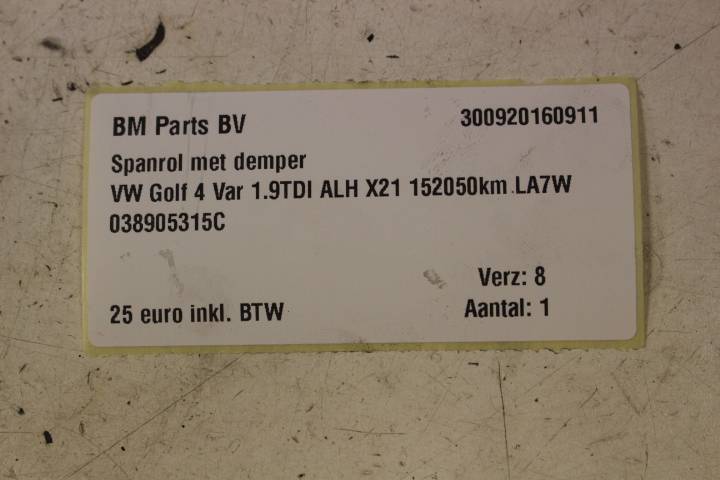 BM Parts BV 300920160911
Spanrol met demper
VW Golf 4 Var 1.9TDI ALH X21 152050km LA7W
038905315C
Verz: 8
25 euro inkl. BTW Aantal: 1